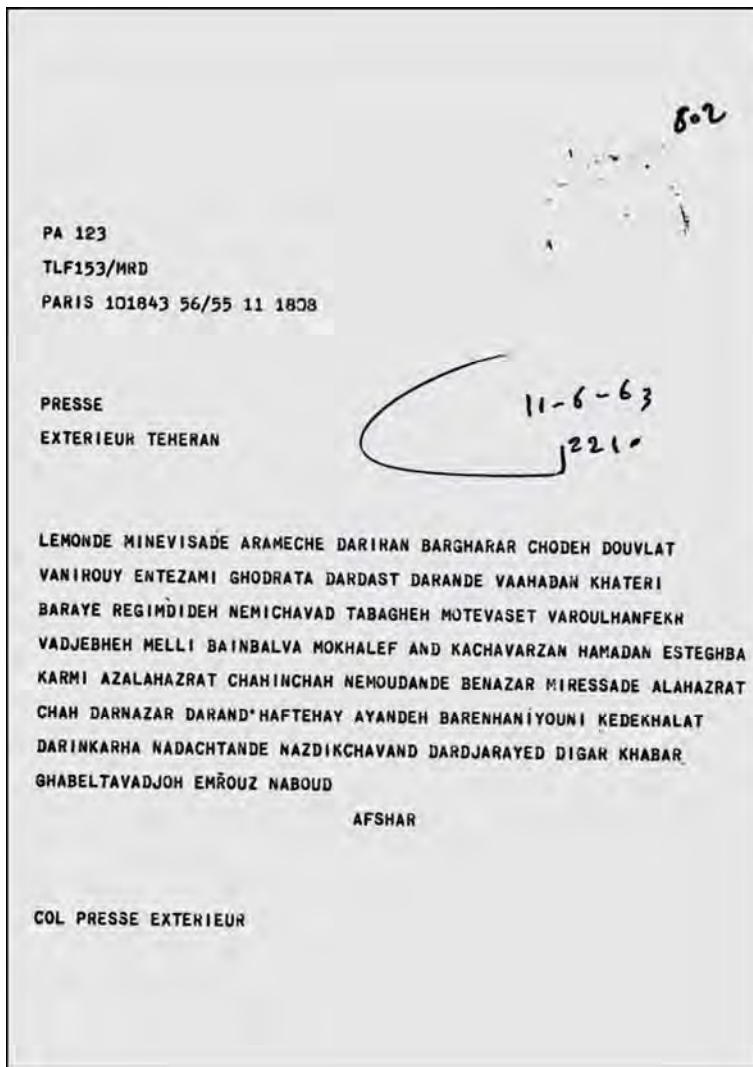 802
PA 123
TLF153/MRD
PARIS 101843 56/55 11 1808
PRESSE
EXTERIEUR TEHERAN
11-6-63
2210
LEMONDE MINEVISADE ARAMECHE DARIRAN BARGHARAR CHODEH DOUVLAT
VANIROUY ENTEZAMI GHODRATA DARDAST DARANDE VAAHADAN KHATERI
BARAYE REGIMDIDEH NEMICHAVAD TABAGHEH MOTEVASET VAROULHANFEKH
VADJEBHEH MELLI BAINBALVA MOKHALEF AND KACHAVARZAN HAMADAN ESTEGHBA
KARMI AZALAHAZRAT CHAHINCHAH NEMOUDANDE BENAZAR MIRESSADE ALAHAZRAT
CHAH DARNAZAR DARAND'HAFTEHAY AYANDEH BARENHANIYOUNI KEDEKHALAT
DARINKARHA NADACHTANDE NAZDIKCHAVAND DARDJARAYED DIGAR KHABAR
GHABELTAVADJOH EMROUZ NABOUD
AFSHAR
COL PRESSE EXTERIEUR